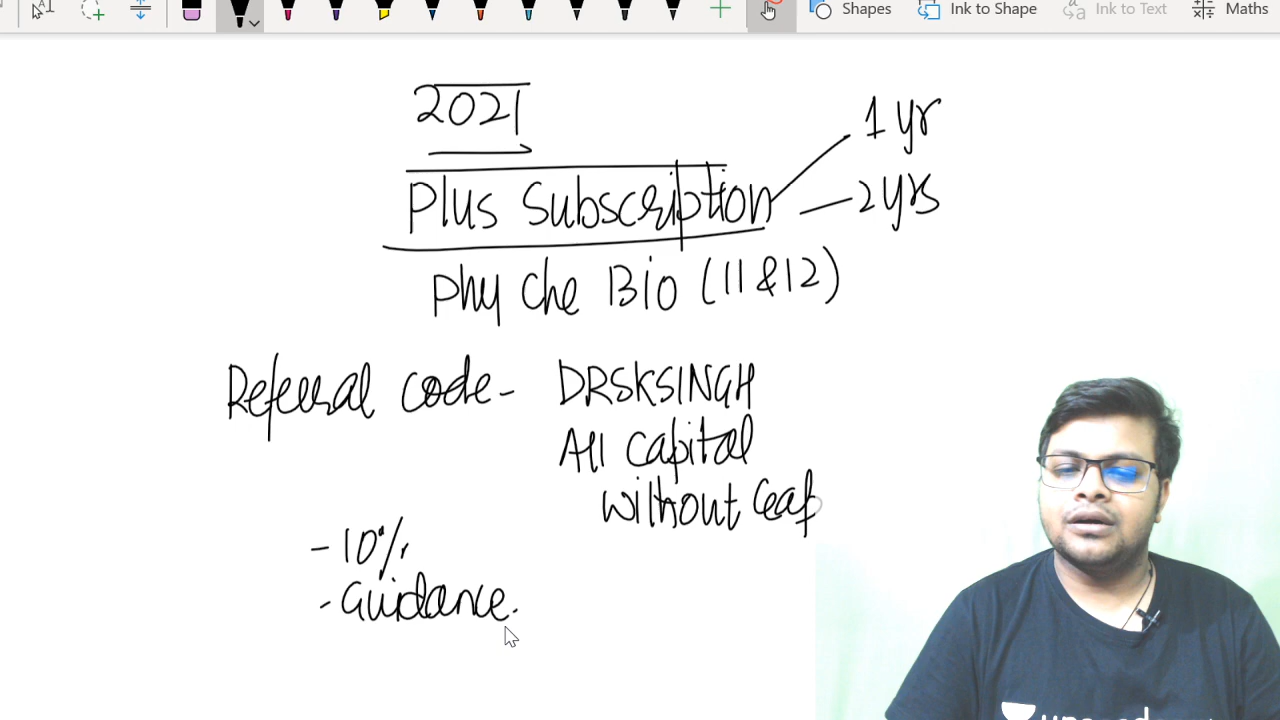 Shapes
Ink to Shape
Ink to Text
Maths
2021
Plus Subscription
1 yr
2 yrs
Phy Che Bio (11 & 12)
Referral code - DRSKSINGH
All capital
without
- 10%
- Guidance.